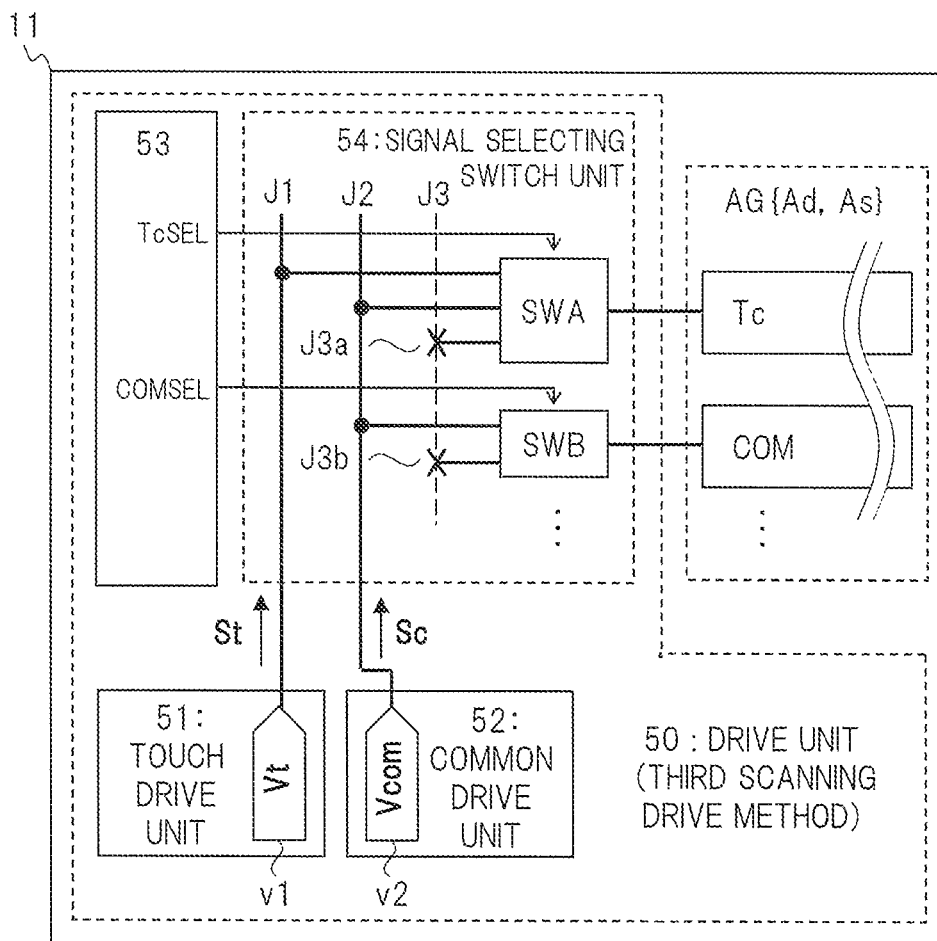 11
53
54:SIGNAL SELECTING
SWITCH UNIT
J1
J2
J3
AG{Ad, As}
TcSEL
SWA
Tc
J3a
COMSEL
SWB
COM
J3b
St
Sc
51:
TOUCH
DRIVE
UNIT
Vt
Vcom
52:
COMMON
DRIVE
UNIT
50:DRIVE UNIT
(THIRD SCANNING
DRIVE METHOD)
v1
v2